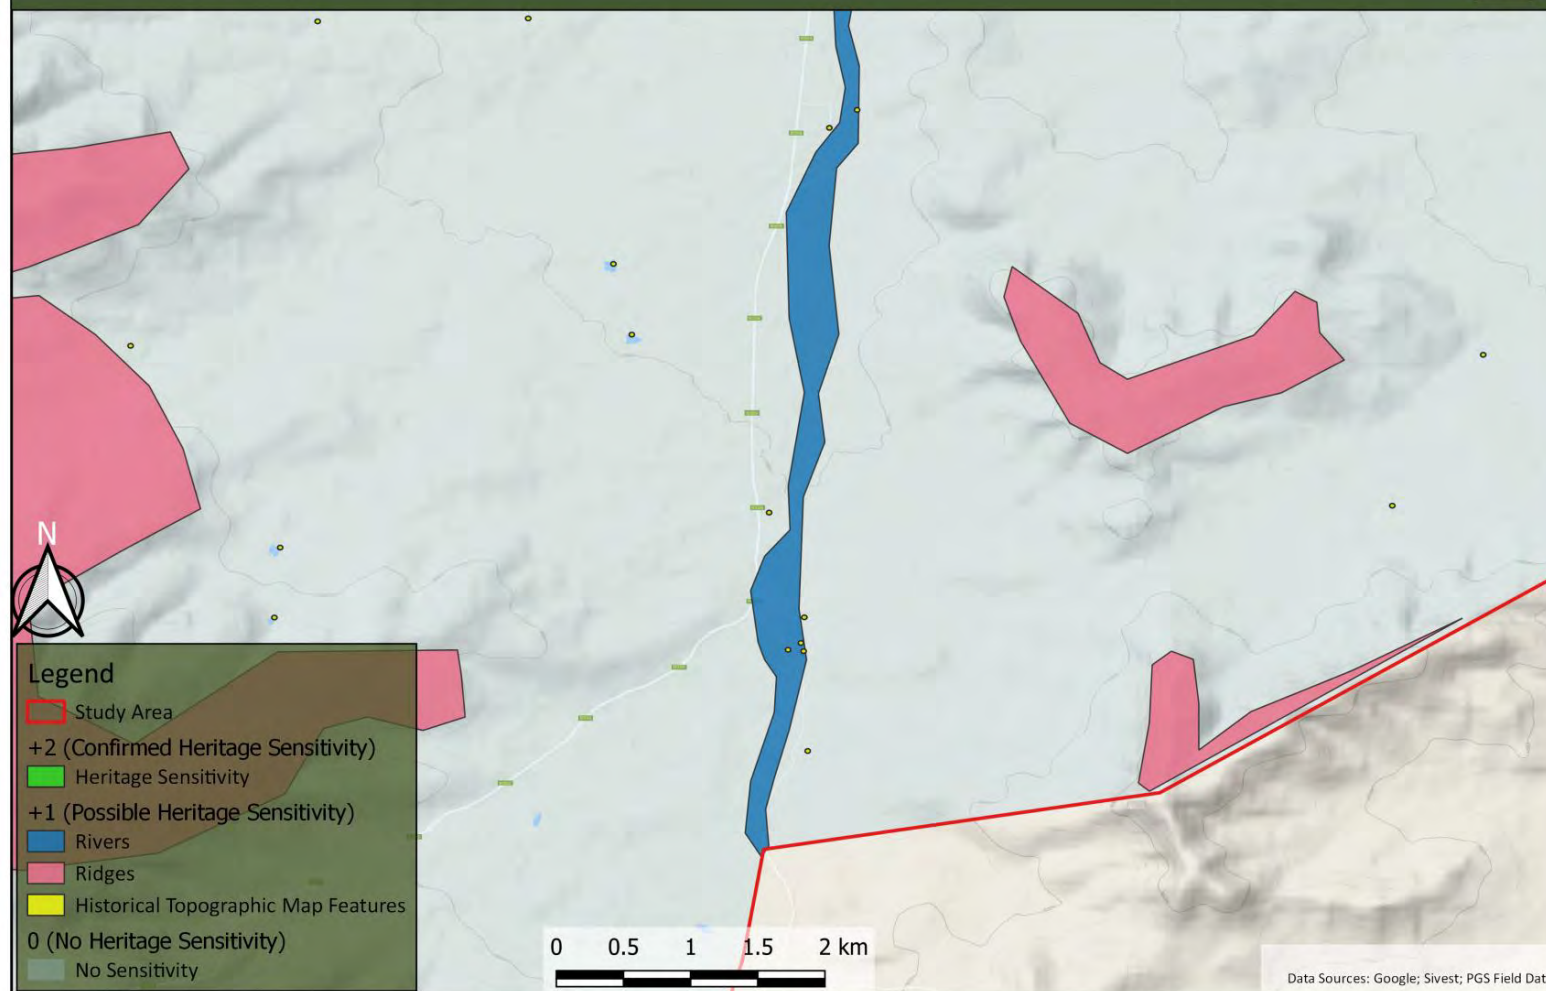 N
Legend
Study Area
+2 (Confirmed Heritage Sensitivity)
Heritage Sensitivity
+1 (Possible Heritage Sensitivity)
Rivers
Ridges
Historical Topographic Map Features
0 (No Heritage Sensitivity)
No Sensitivity
0 0.5 1 1.5 2 km
Data Sources: Google; Sivest; PGS Field Dat